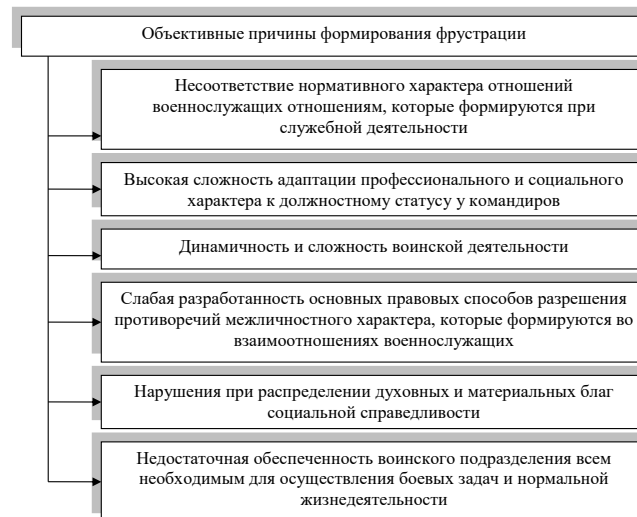 Объективные причины формирования фрустрации
Несоответствие нормативного характера отношений
военнослужащих отношениям, которые формируются при
служебной деятельности
Высокая сложность адаптации профессионального и социального
характера к должностному статусу у командиров
Динамичность и сложность воинской деятельности
Слабая разработанность основных правовых способов разрешения
противоречий межличностного характера, которые формируются во
взаимоотношениях военнослужащих
Нарушения при распределении духовных и материальных благ
социальной справедливости
Недостаточная обеспеченность воинского подразделения всем
необходимым для осуществления боевых задач и нормальной
жизнедеятельности